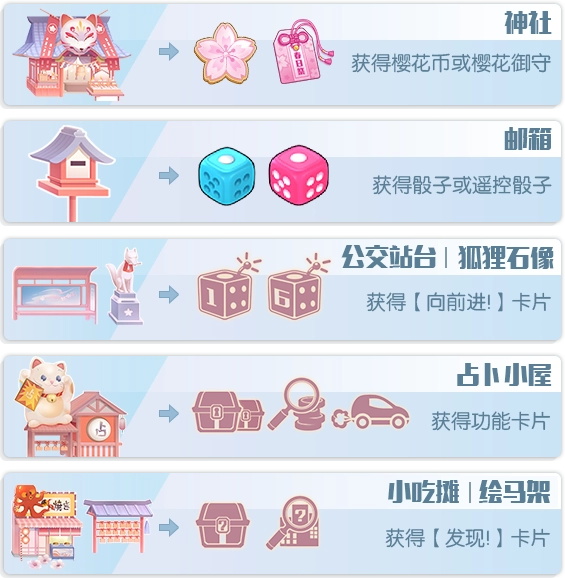 神社
获得樱花币或樱花御守
邮箱
获得骰子或遥控骰子
公交站台 | 狐狸石像
1
6
获得【向前进!】卡片
占卜小屋
占
获得功能卡片
小吃摊 | 绘马架
?
?
获得【发现!】卡片